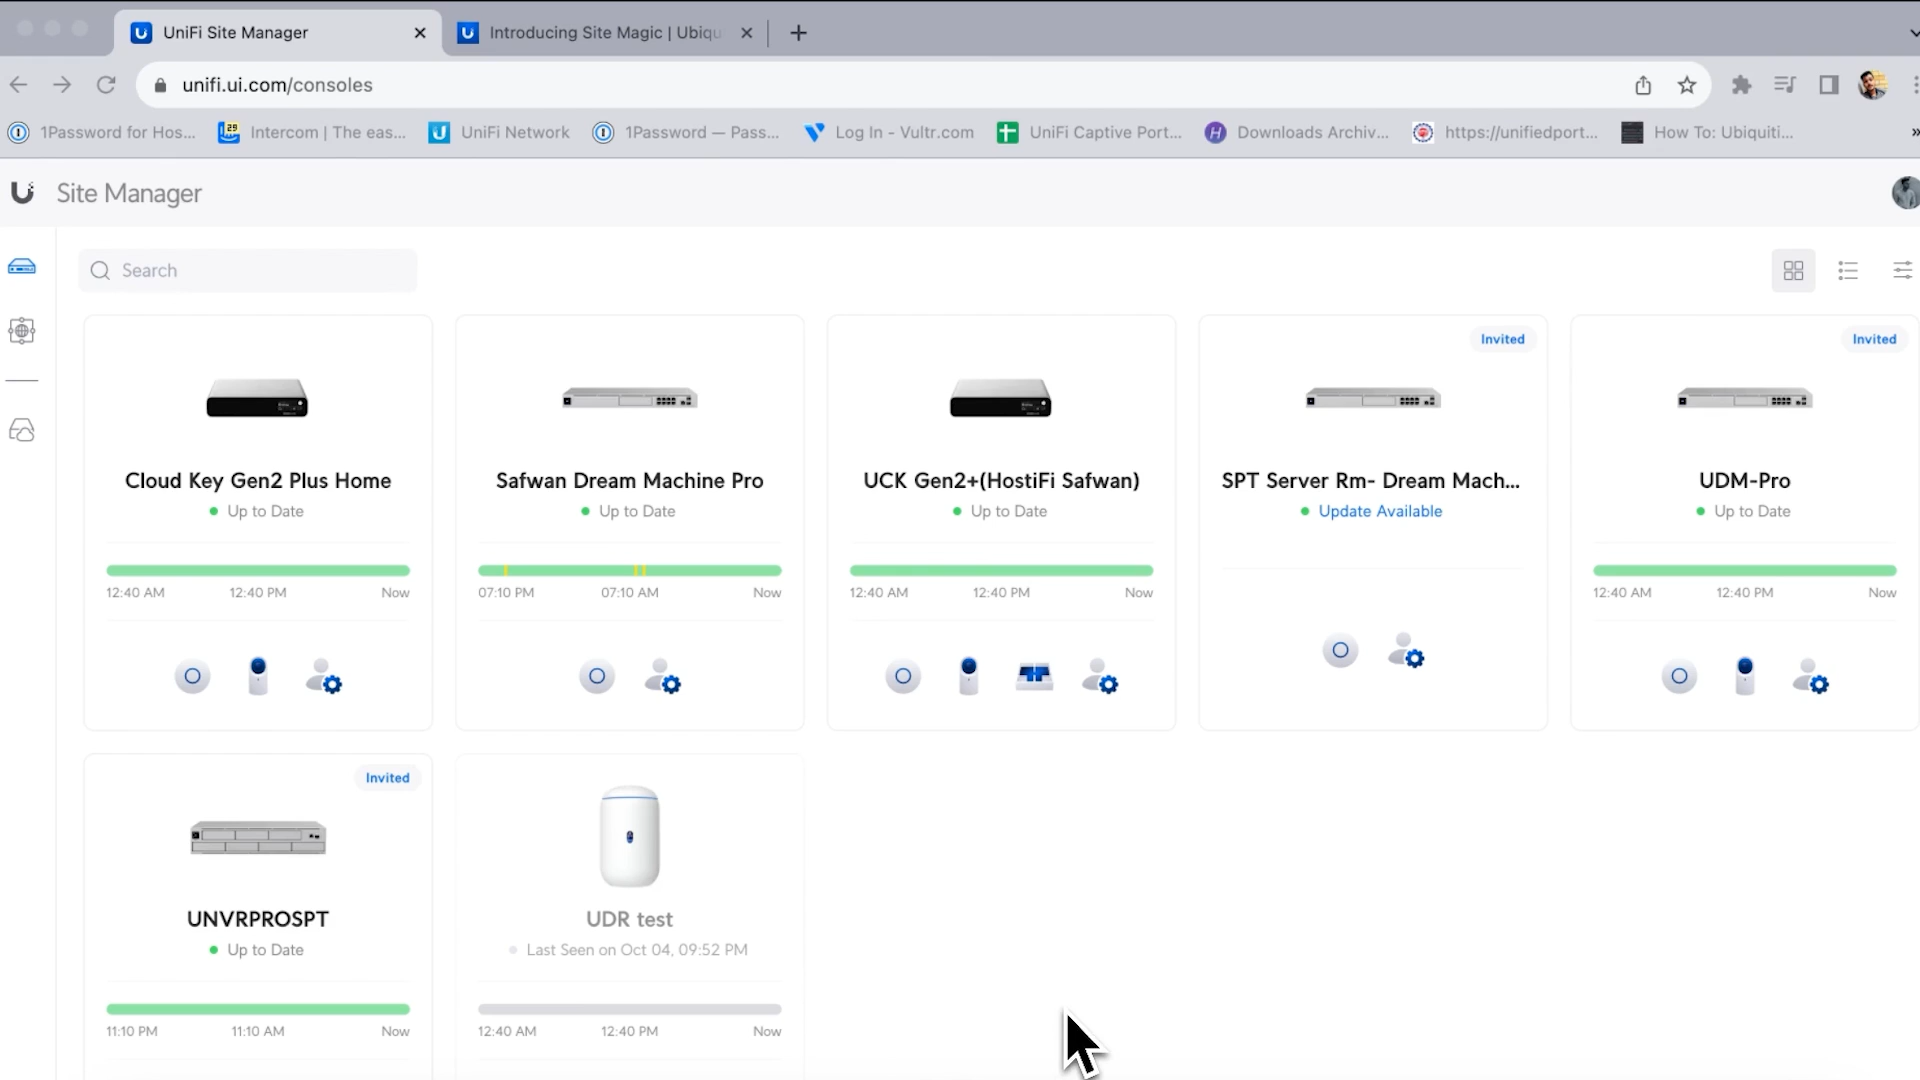 UniFi Site Manager
Introducing Site Magic | Ubiqu
unifi.ui.com/consoles
1Password for Hos...
29
Intercom | The eas...
UniFi Network
1Password — Pass...
Log In - Vultr.com
UniFi Captive Port...
H
Downloads Archiv...
https://unifiedport...
How To: Ubiquiti...
Site Manager
Search
Cloud Key Gen2 Plus Home
Up to Date
12:40 AM 12:40 PM Now
Safwan Dream Machine Pro
Up to Date
07:10 PM 07:10 AM Now
UCK Gen2+(HostiFi Safwan)
Up to Date
12:40 AM 12:40 PM Now
Invited
SPT Server Rm- Dream Mach...
Update Available
Invited
UDM-Pro
Up to Date
12:40 AM 12:40 PM Now
Invited
UNVRPROSPT
Up to Date
11:10 PM 11:10 AM Now
UDR test
Last Seen on Oct 04, 09:52 PM
12:40 AM 12:40 PM Now